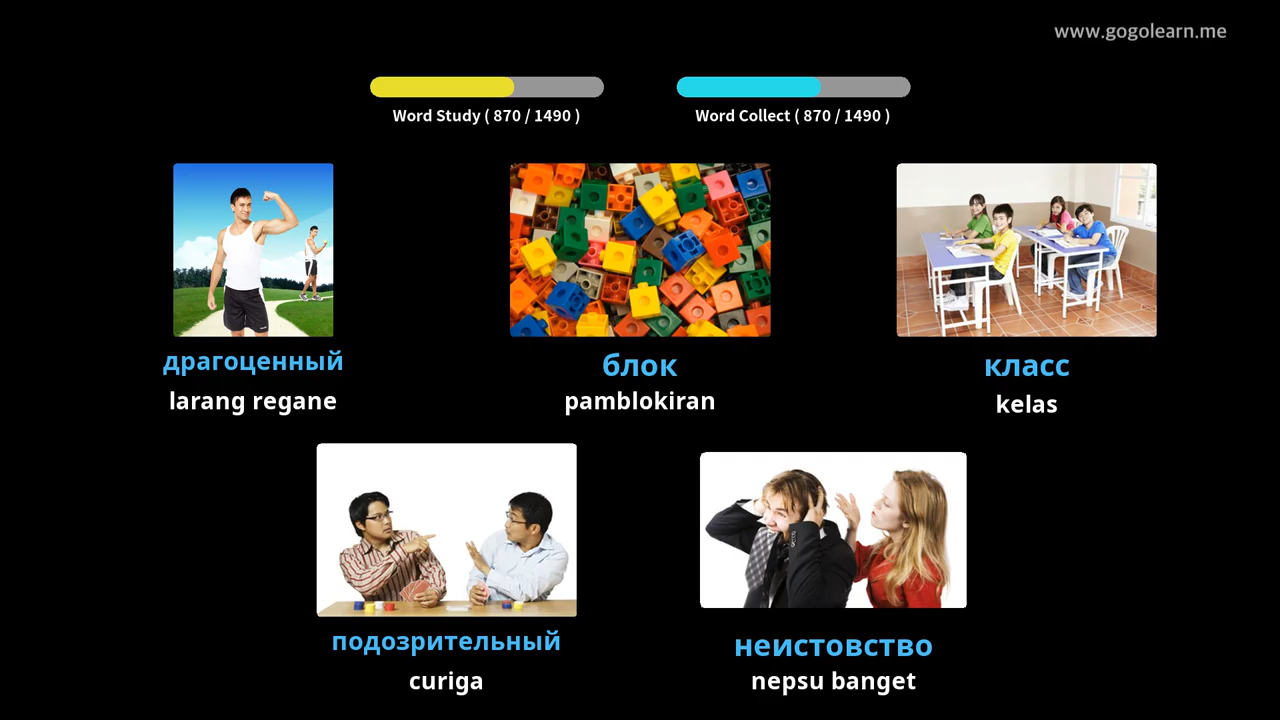 www.gogolearn.me
Word Study ( 870 / 1490 )
Word Collect ( 870 / 1490 )
драгоценный
larang regane
блок
pamblokiran
класс
kelas
подозрительный
curiga
неистовство
nepsu banget